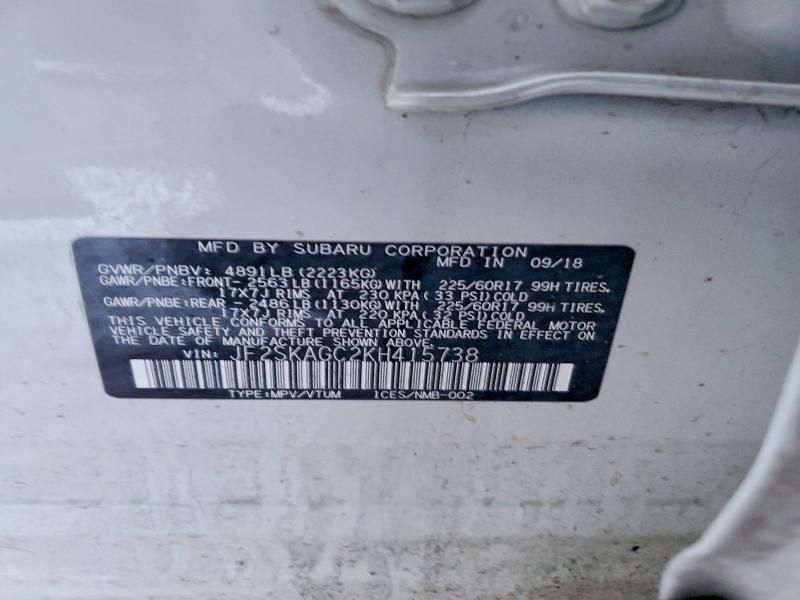 MFD BY SUBARU CORPORATION
MFD IN 09/18
GVWR/PNBV: 4891LB(2223KG)
GAWR/PNBE:FRONT-2563LB(1165KG)WITH 225/60R17 99H TIRES.
17X7J RIMS AT 230 KPA(33 PSI)COLD
GAWR/PNBE:REAR -2486LB(1130KG)WITH 225/60R17 99H TIRES.
17X7J RIMS AT 220 KPA(32 PSI)COLD
THIS VEHICLE CONFORMS TO ALL APPLICABLE FEDERAL MOTOR
VEHICLE SAFETY AND THEFT PREVENTION STANDARDS IN EFFECT ON
THE DATE OF MANUFACTURE SHOWN ABOVE.
VIN: JF2SKAGC2KH415738
TYPE:MPV/VTUM ICES/NMB-002